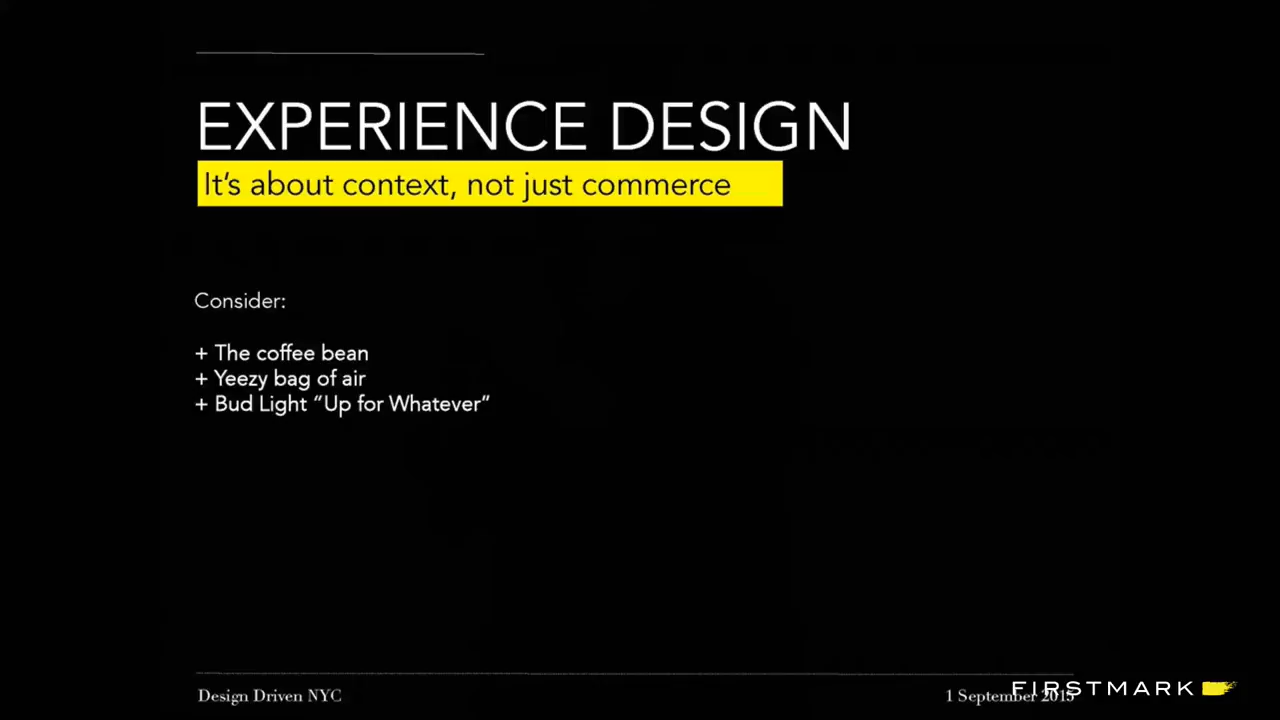 EXPERIENCE DESIGN
It's about context, not just commerce
Consider:
+ The coffee bean
+ Yeezy bag of air
+ Bud Light “Up for Whatever”
Design Driven NYC
1 September 2015
FIRSTMARK